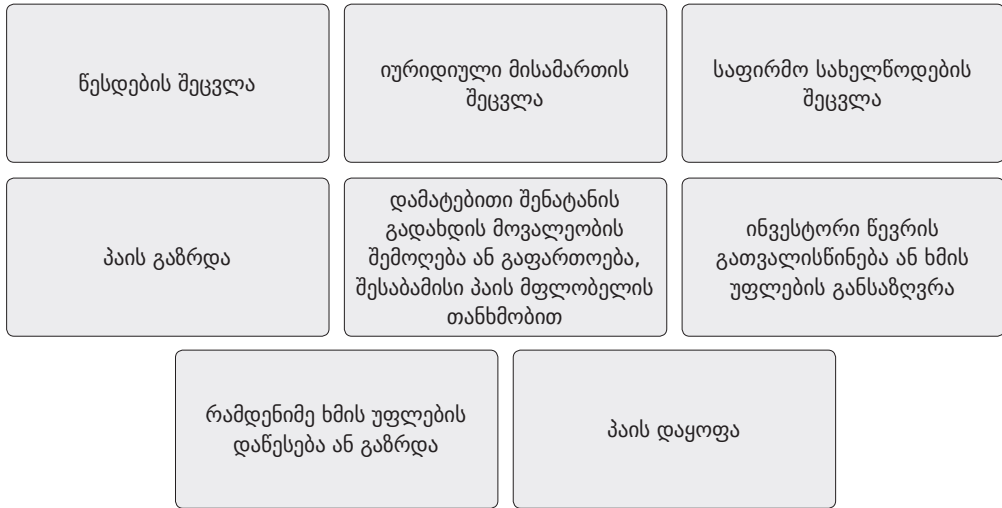 წესდების შეცვლა
იურიდიული მისამართის
შეცვლა
საფირმო სახელწოდების
შეცვლა
პაის გაზრდა
დამატებითი შენატანის
გადახდის მოვალეობის
შემოღება ან გაფართოება,
შესაბამისი პაის მფლობელის
თანხმობით
ინვესტორი წევრის
გათვალისწინება ან ხმის
უფლების განსაზღვრა
რამდენიმე ხმის უფლების
დაწესება ან გაზრდა
პაის დაყოფა